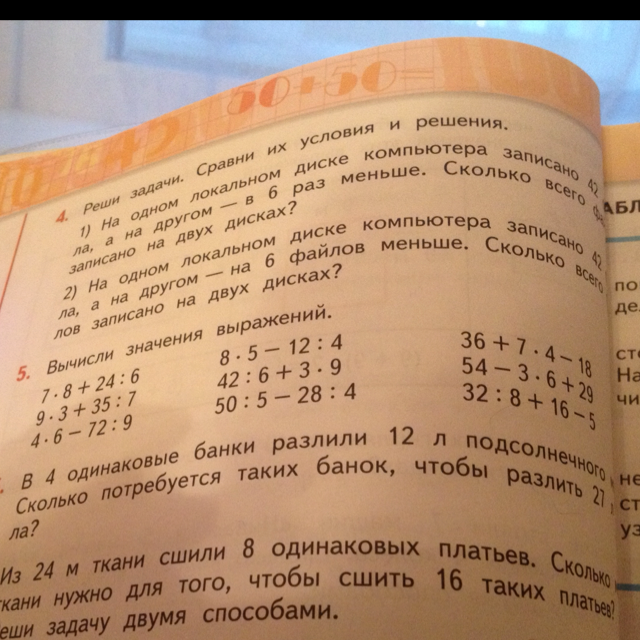 50+50=
4. Реши задачи. Сравни их условия и решения.
1) На одном локальном диске компьютера записано 42
ла, а на другом — в 6 раз меньше. Сколько всего
записано на двух дисках?
2) На одном локальном диске компьютера записано 42
ла, а на другом — на 6 файлов меньше. Сколько всего
лов записано на двух дисках?
5. Вычисли значения выражений.
7 · 8 + 24 : 6
9 · 3 + 35 : 7
4 · 6 – 72 : 9
8 · 5 – 12 : 4
42 : 6 + 3 · 9
50 : 5 – 28 : 4
36 + 7 · 4 – 18
54 – 3 · 6 + 29
32 : 8 + 16 – 5
В 4 одинаковые банки разлили 12 л подсолнечного
Сколько потребуется таких банок, чтобы разлить 27
ла?
Из 24 м ткани сшили 8 одинаковых платьев. Сколько
ткани нужно для того, чтобы сшить 16 таких платьев?
еши задачу двумя способами.
АБЛ
по
де
ст
На
чи
не
ст
уз